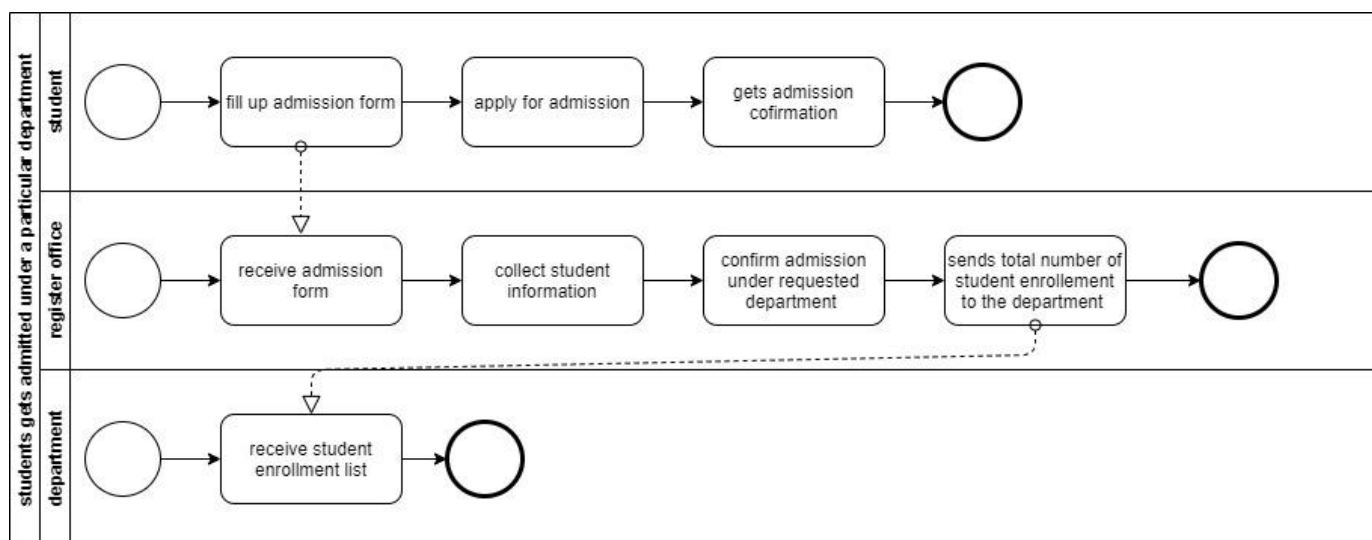 students gets admitted under a particular department
student
fill up admission form
apply for admission
gets admission
cofirmation
register office
receive admission
form
collect student
information
confirm admission
under requested
department
sends total number of
student enrollement
to the department
department
receive student
enrollment list